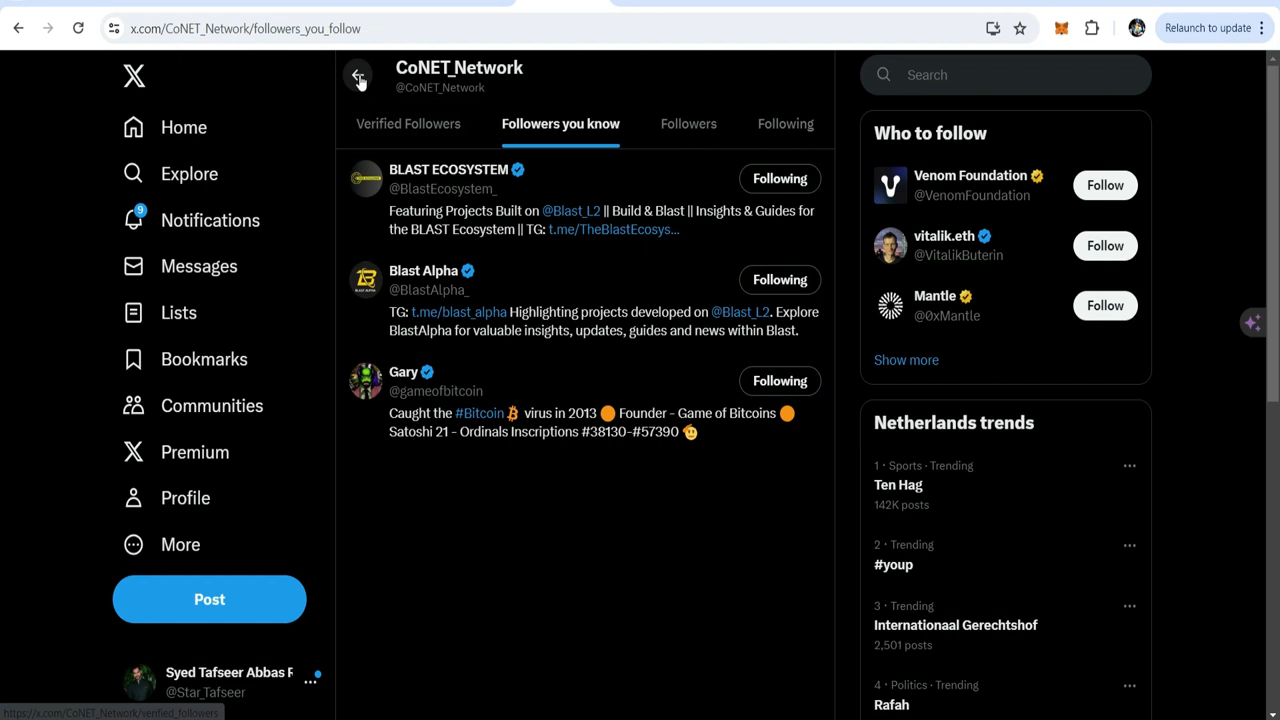 x.com/CoNET_Network/followers_you_follow
Relaunch to update
Home
Explore
9
Notifications
Messages
Lists
Bookmarks
Communities
Premium
Profile
More
Post
Syed Tafseer Abbas R
@Star_Tafseer
https://x.com/CoNET_Network/verified_followers
CoNET_Network
@CoNET_Network
Verified Followers
Followers you know
Followers
Following
BLAST ECOSYSTEM
@BlastEcosystem_
Following
Featuring Projects Built on @Blast_L2 || Build & Blast || Insights & Guides for
the BLAST Ecosystem || TG: t.me/TheBlastEcosys...
Blast Alpha
@BlastAlpha_
Following
TG: t.me/blast_alpha Highlighting projects developed on @Blast_L2. Explore
BlastAlpha for valuable insights, updates, guides and news within Blast.
Gary
@gameofbitcoin
Following
Caught the #Bitcoin virus in 2013 🟠 Founder - Game of Bitcoins 🟠
Satoshi 21 - Ordinals Inscriptions #38130-#57390 🫡
Search
Who to follow
Venom Foundation
@VenomFoundation
Follow
vitalik.eth
@VitalikButerin
Follow
Mantle
@0xMantle
Follow
Show more
Netherlands trends
1 · Sports · Trending
Ten Hag
142K posts
2 · Trending
#youp
3 · Trending
Internationaal Gerechtshof
2,501 posts
4 · Politics · Trending
Rafah